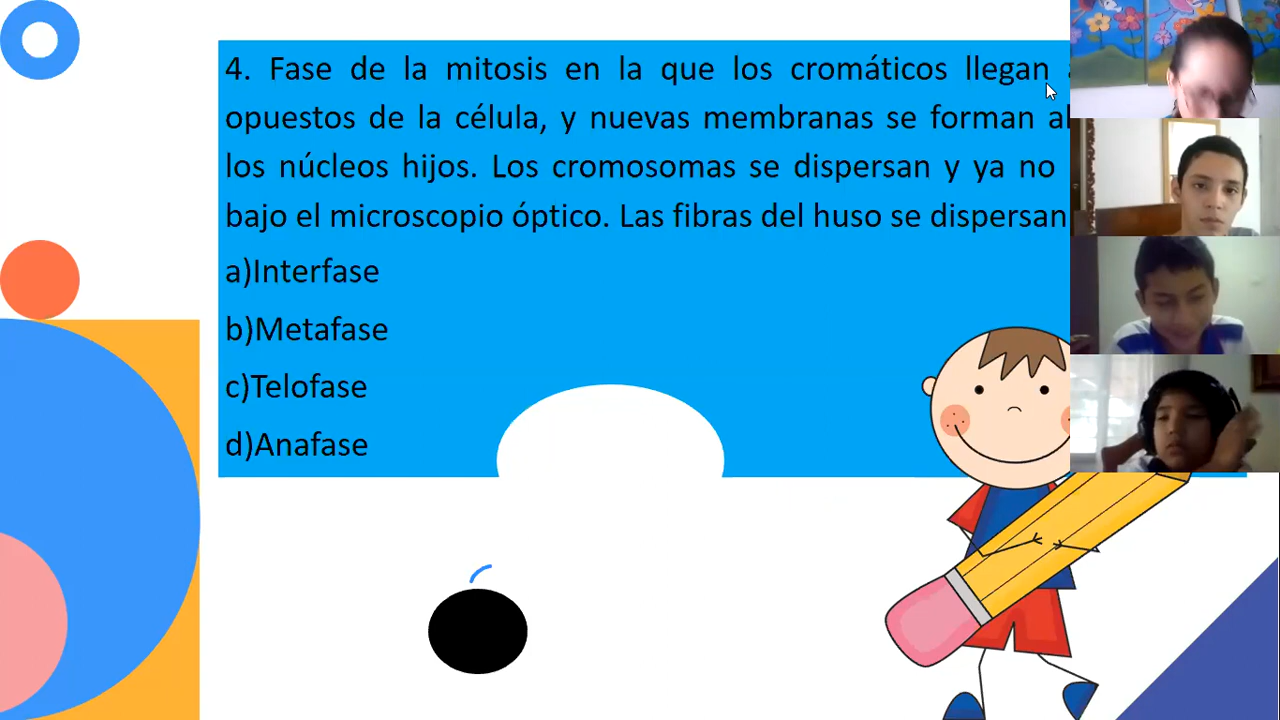 4. Fase de la mitosis en la que los cromáticos llegan
opuestos de la célula, y nuevas membranas se forman
los núcleos hijos. Los cromosomas se dispersan y ya no
bajo el microscopio óptico. Las fibras del huso se dispersan
a)Interfase
b)Metafase
c)Telofase
d)Anafase